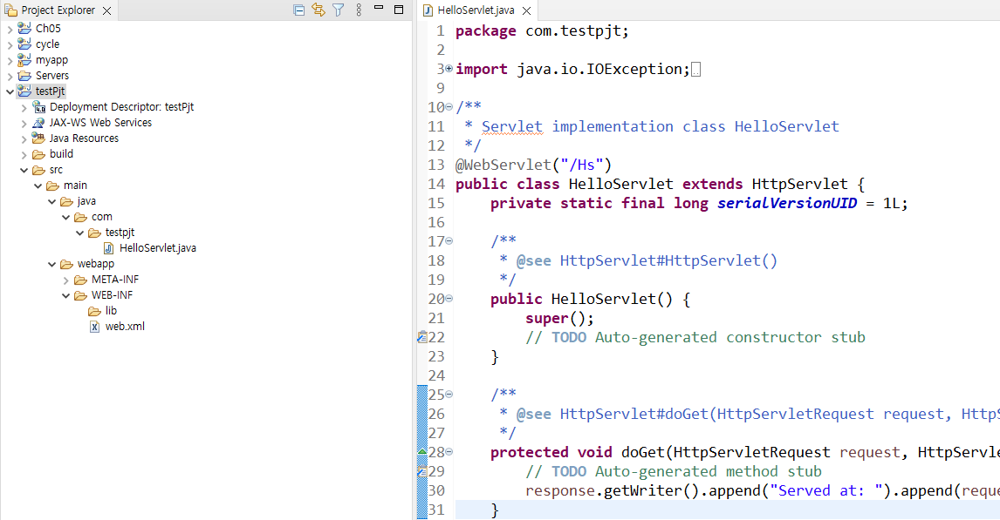 Project Explorer
Ch05
cycle
myapp
Servers
testPjt
Deployment Descriptor: testPjt
JAX-WS Web Services
Java Resources
build
src
main
java
com
testpjt
HelloServlet.java
webapp
META-INF
WEB-INF
lib
web.xml
HelloServlet.java
1 package com.testpjt;
2
3 import java.io.IOException;
9
10 /**
11 * Servlet implementation class HelloServlet
12 */
13 @WebServlet("/Hs")
14 public class HelloServlet extends HttpServlet {
15 private static final long serialVersionUID = 1L;
16
17 /**
18 * @see HttpServlet#HttpServlet()
19 */
20 public HelloServlet() {
21 super();
22 // TODO Auto-generated constructor stub
23 }
24
25 /**
26 * @see HttpServlet#doGet(HttpServletRequest request, HttpS
27 */
28 protected void doGet(HttpServletRequest request, HttpServle
29 // TODO Auto-generated method stub
30 response.getWriter().append("Served at: ").append(reque
31 }